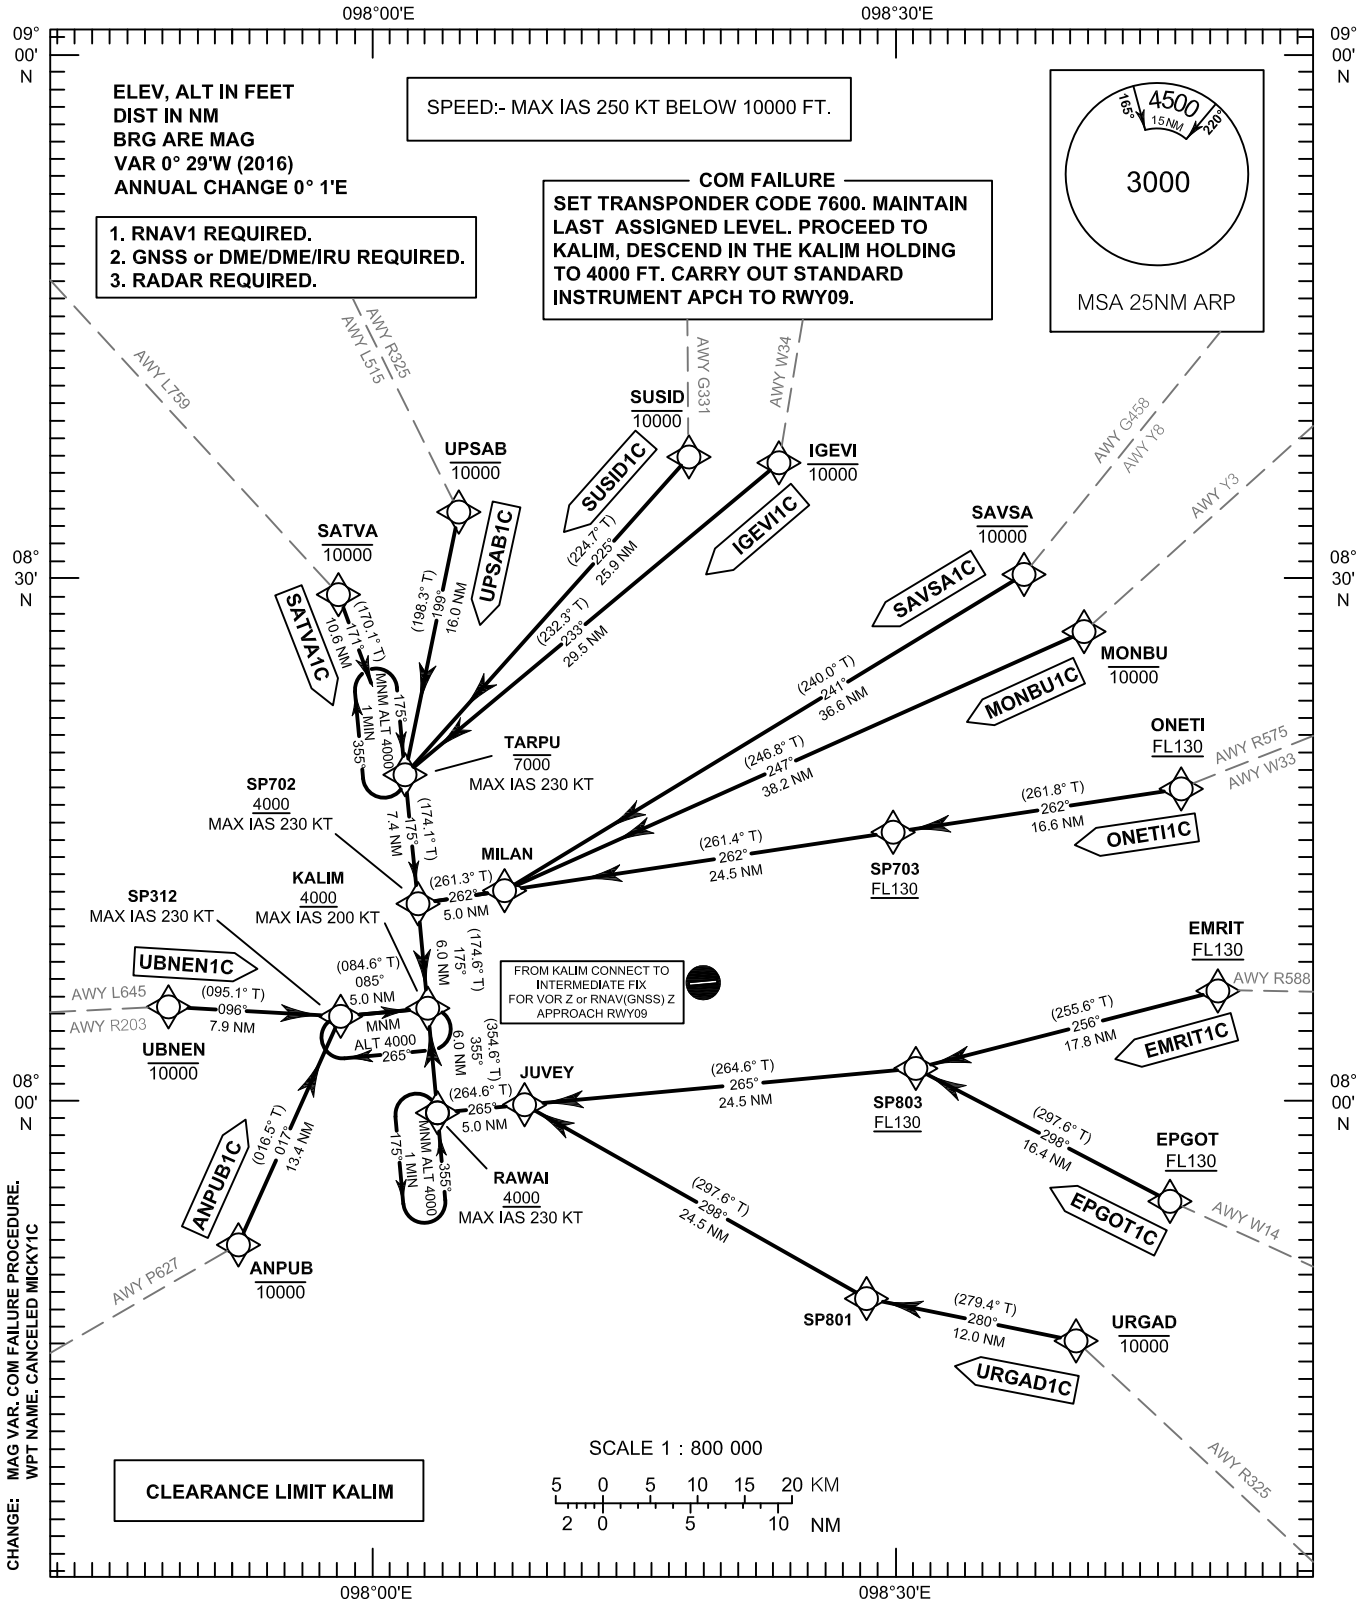 098°00'E
098°30'E
09°
00'
N
09°
00'
N
ELEV, ALT IN FEET
DIST IN NM
BRG ARE MAG
VAR 0° 29'W (2016)
ANNUAL CHANGE 0° 1'E
SPEED:- MAX IAS 250 KT BELOW 10000 FT.
165°
4500
15NM
220°
3000
MSA 25NM ARP
COM FAILURE
SET TRANSPONDER CODE 7600. MAINTAIN
LAST ASSIGNED LEVEL. PROCEED TO
KALIM, DESCEND IN THE KALIM HOLDING
TO 4000 FT. CARRY OUT STANDARD
INSTRUMENT APCH TO RWY09.
1. RNAV1 REQUIRED.
2. GNSS or DME/DME/IRU REQUIRED.
3. RADAR REQUIRED.
AWY L759
AWY R325
AWY L515
AWY G331
AWY W34
AWY G458
AWY Y8
AWY Y3
SUSID
10000
SUSID1C
IGEVI
10000
IGEVI1C
UPSAB
10000
UPSAB1C
SATVA
10000
SATVA1C
SAVSA
10000
SAVSA1C
MONBU
10000
MONBU1C
08°
30'
N
08°
30'
N
(224.7° T)
225°
25.9 NM
(232.3° T)
233°
29.5 NM
(198.3° T)
199°
16.0 NM
(170.1° T)
171°
10.6 NM
(240.0° T)
241°
36.6 NM
(246.8° T)
247°
38.2 NM
175°
MNM ALT 4000
1 MIN
355°
TARPU
7000
MAX IAS 230 KT
ONETI
FL130
AWY R575
AWY W33
ONETI1C
(261.8° T)
262°
16.6 NM
SP703
FL130
(261.4° T)
262°
24.5 NM
SP702
4000
MAX IAS 230 KT
(174.1° T)
175°
7.4 NM
MILAN
(261.3° T)
262°
5.0 NM
KALIM
4000
MAX IAS 200 KT
SP312
MAX IAS 230 KT
(174.6° T)
175°
6.0 NM
UBNEN1C
AWY L645
AWY R203
(095.1° T)
096°
7.9 NM
UBNEN
10000
(084.6° T)
085°
5.0 NM
MNM
ALT 4000
265°
FROM KALIM CONNECT TO
INTERMEDIATE FIX
FOR VOR Z or RNAV(GNSS) Z
APPROACH RWY09
EMRIT
FL130
AWY R588
EMRIT1C
(255.6° T)
256°
17.8 NM
(354.6° T)
355°
6.0 NM
JUVEY
(264.6° T)
265°
5.0 NM
(264.6° T)
265°
24.5 NM
SP803
FL130
08°
00'
N
08°
00'
N
175°
1 MIN
MNM ALT 4000
355°
RAWAI
4000
MAX IAS 230 KT
(297.6° T)
298°
16.4 NM
EPGOT
FL130
EPGOT1C
AWY W14
(016.5° T)
017°
13.4 NM
ANPUB1C
ANPUB
10000
AWY P627
(297.6° T)
298°
24.5 NM
SP801
(279.4° T)
280°
12.0 NM
URGAD
10000
URGAD1C
AWY R325
CHANGE: MAG VAR. COM FAILURE PROCEDURE.
WPT NAME. CANCELED MICKY1C
CLEARANCE LIMIT KALIM
SCALE 1 : 800 000
5 0 5 10 15 20 KM
2 0 5 10 NM
098°00'E
098°30'E